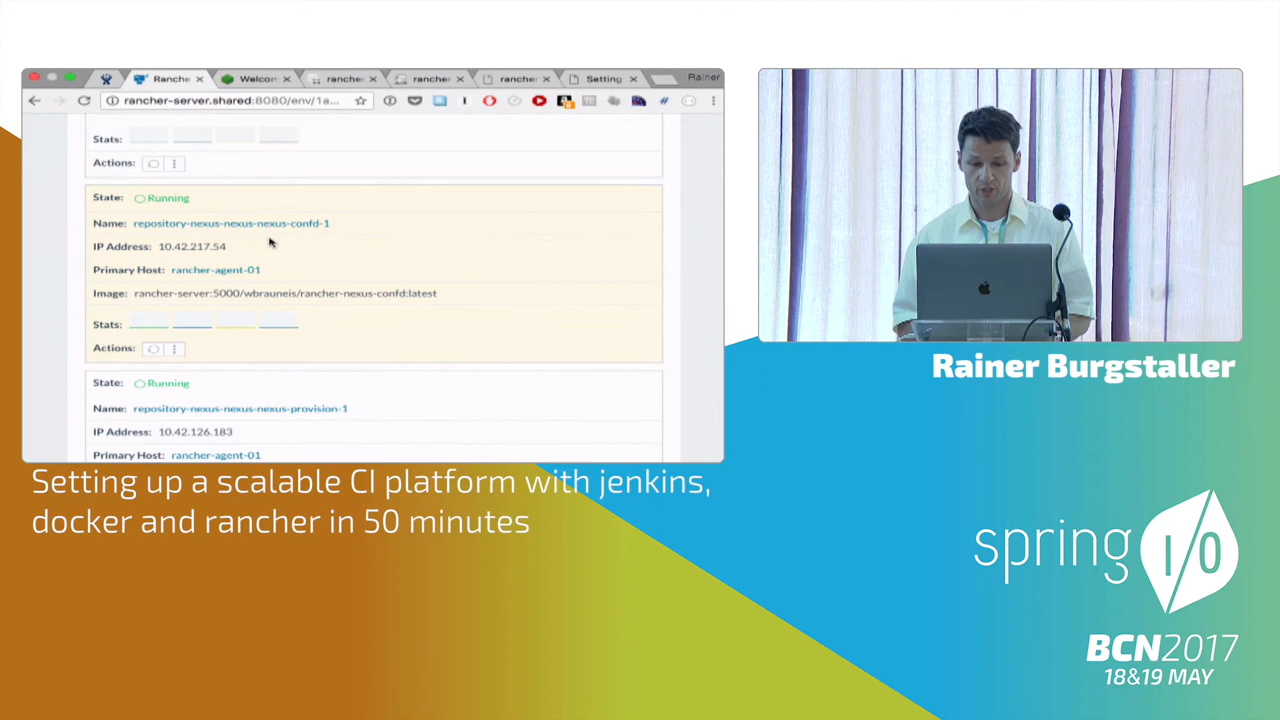 Ranche
Welcom
ranche
rancher
rancher
Setting
Rainer
rancher-server.shared:8080/env/1a...
Stats:
Actions:
State: Running
Name: repository-nexus-nexus-nexus-confd-1
IP Address: 10.42.217.54
Primary Host: rancher-agent-01
Image: rancher-server:5000/wbrauneis/rancher-nexus-confd:latest
Stats:
Actions:
State: Running
Name: repository-nexus-nexus-nexus-provision-1
IP Address: 10.42.126.183
Primary Host: rancher-agent-01
Rainer Burgstaller
Setting up a scalable CI platform with jenkins,
docker and rancher in 50 minutes
spring I/O
BCN2017
18&19 MAY